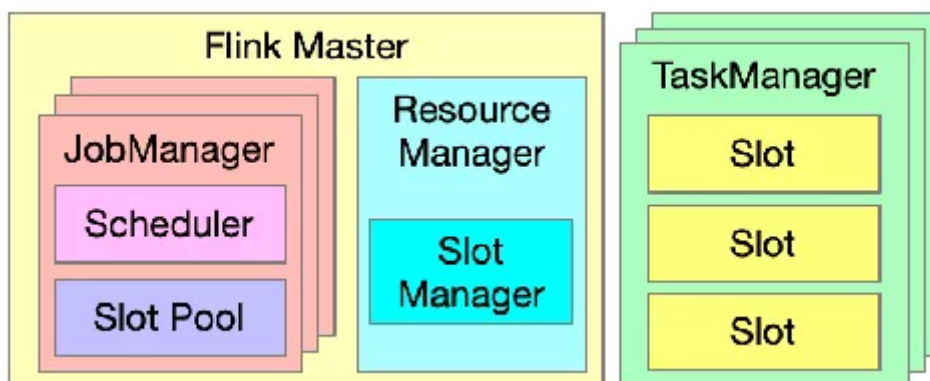 Flink Master
JobManager
Scheduler
Slot Pool
Resource
Manager
Slot
Manager
TaskManager
Slot
Slot
Slot